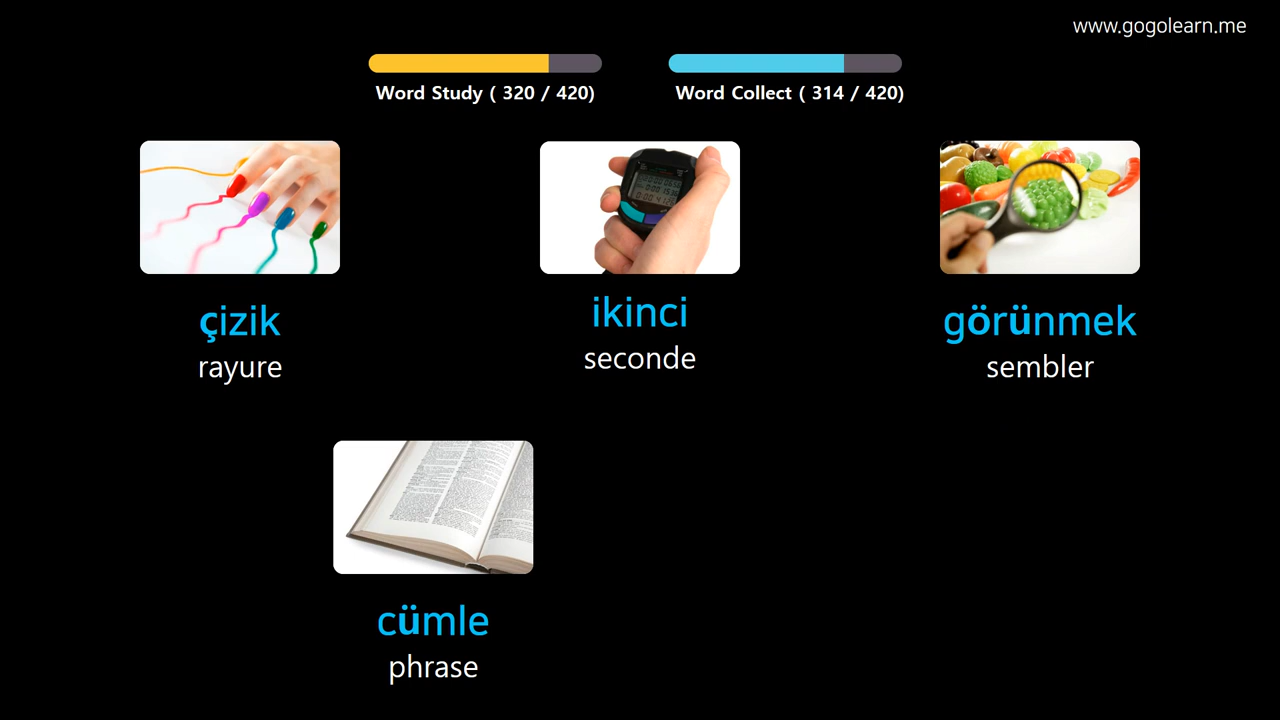 www.gogolearn.me
Word Study ( 320 / 420)
Word Collect ( 314 / 420)
çizik
rayure
ikinci
seconde
görünmek
sembler
cümle
phrase